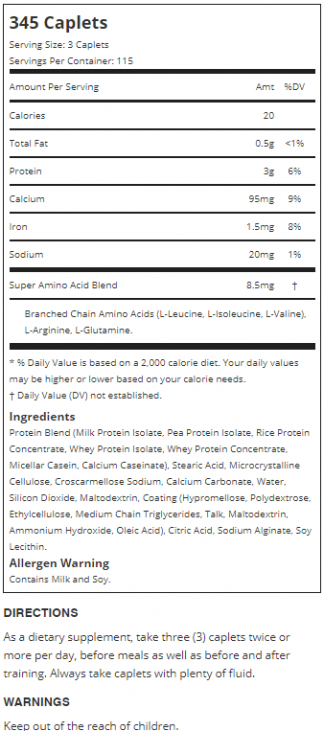 345 Caplets
Serving Size: 3 Caplets
Servings Per Container: 115
Amount Per Serving Amt %DV
Calories 20
Total Fat 0.5g <1%
Protein 3g 6%
Calcium 95mg 9%
Iron 1.5mg 8%
Sodium 20mg 1%
Super Amino Acid Blend 8.5mg †
Branched Chain Amino Acids (L-Leucine, L-Isoleucine, L-Valine),
L-Arginine, L-Glutamine.
* % Daily Value is based on a 2,000 calorie diet. Your daily values
may be higher or lower based on your calorie needs.
† Daily Value (DV) not established.
Ingredients
Protein Blend (Milk Protein Isolate, Pea Protein Isolate, Rice Protein
Concentrate, Whey Protein Isolate, Whey Protein Concentrate,
Micellar Casein, Calcium Caseinate), Stearic Acid, Microcrystalline
Cellulose, Croscarmellose Sodium, Calcium Carbonate, Water,
Silicon Dioxide, Maltodextrin, Coating (Hypromellose, Polydextrose,
Ethylcellulose, Medium Chain Triglycerides, Talk, Maltodextrin,
Ammonium Hydroxide, Oleic Acid), Citric Acid, Sodium Alginate, Soy
Lecithin.
Allergen Warning
Contains Milk and Soy.
DIRECTIONS
As a dietary supplement, take three (3) caplets twice or
more per day, before meals as well as before and after
training. Always take caplets with plenty of fluid.
WARNINGS
Keep out of the reach of children.